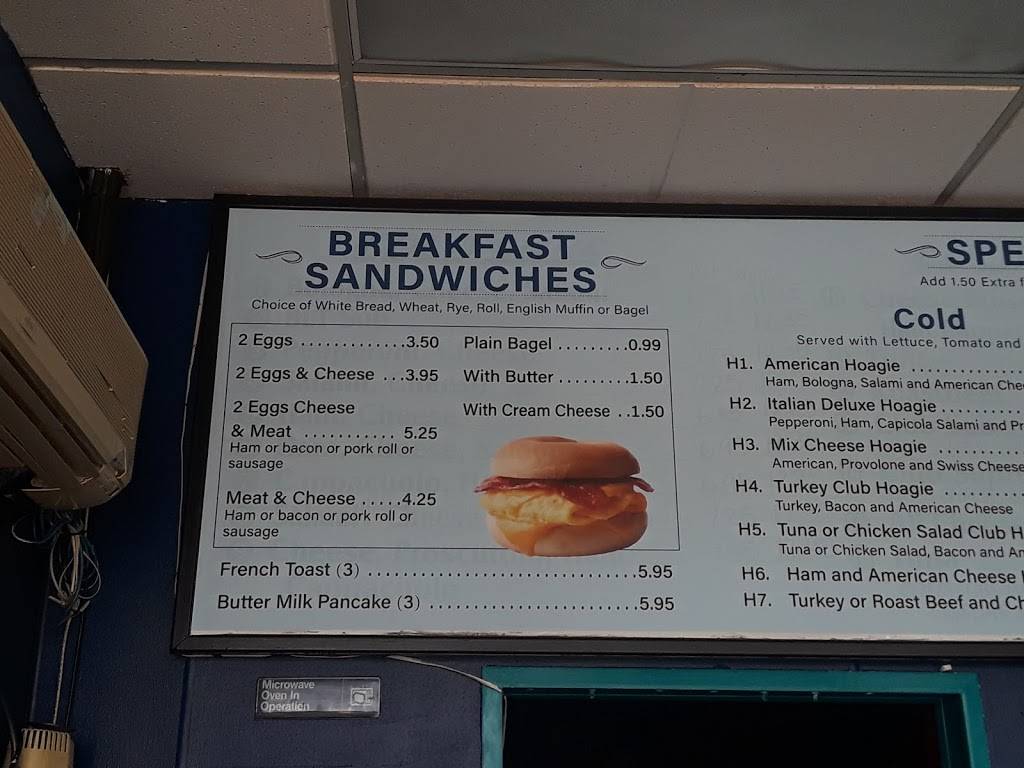 BREAKFAST
SANDWICHES
Choice of White Bread, Wheat, Rye, Roll, English Muffin or Bagel
2 Eggs .............3.50
2 Eggs & Cheese ...3.95
2 Eggs Cheese
& Meat ........... 5.25
Ham or bacon or pork roll or
sausage
Meat & Cheese .....4.25
Ham or bacon or pork roll or
sausage
Plain Bagel .........0.99
With Butter .........1.50
With Cream Cheese ..1.50
French Toast (3) ...................................5.95
Butter Milk Pancake (3) ...........................5.95
SPE
Add 1.50 Extra f
Cold
Served with Lettuce, Tomato and
H1. American Hoagie ..............
Ham, Bologna, Salami and American Chee
H2. Italian Deluxe Hoagie..........
Pepperoni, Ham, Capicola Salami and Pr
H3. Mix Cheese Hoagie ...........
American, Provolone and Swiss Cheese
H4. Turkey Club Hoagie ..........
Turkey, Bacon and American Cheese
H5. Tuna or Chicken Salad Club H
Tuna or Chicken Salad, Bacon and Am
H6. Ham and American Cheese
H7. Turkey or Roast Beef and Ch
Microwave
Oven In
Operation